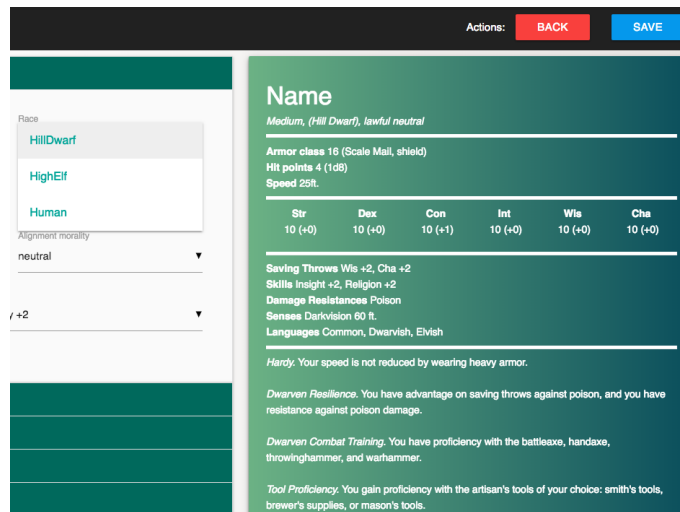 Actions: BACK SAVE
Race
HillDwarf
HighElf
Human
Alignment morality
neutral ▼
y +2 ▼
Name
Medium, (Hill Dwarf), lawful neutral
Armor class 16 (Scale Mail, shield)
Hit points 4 (1d8)
Speed 25ft.
Str Dex Con Int Wis Cha
10 (+0) 10 (+0) 10 (+1) 10 (+0) 10 (+0) 10 (+0)
Saving Throws Wis +2, Cha +2
Skills Insight +2, Religion +2
Damage Resistances Poison
Senses Darkvision 60 ft.
Languages Common, Dwarvish, Elvish
Hardy. Your speed is not reduced by wearing heavy armor.
Dwarven Resilience. You have advantage on saving throws against poison, and you have
resistance against poison damage.
Dwarven Combat Training. You have proficiency with the battleaxe, handaxe,
throwinghammer, and warhammer.
Tool Proficiency. You gain proficiency with the artisan's tools of your choice: smith's tools,
brewer's supplies, or mason's tools.